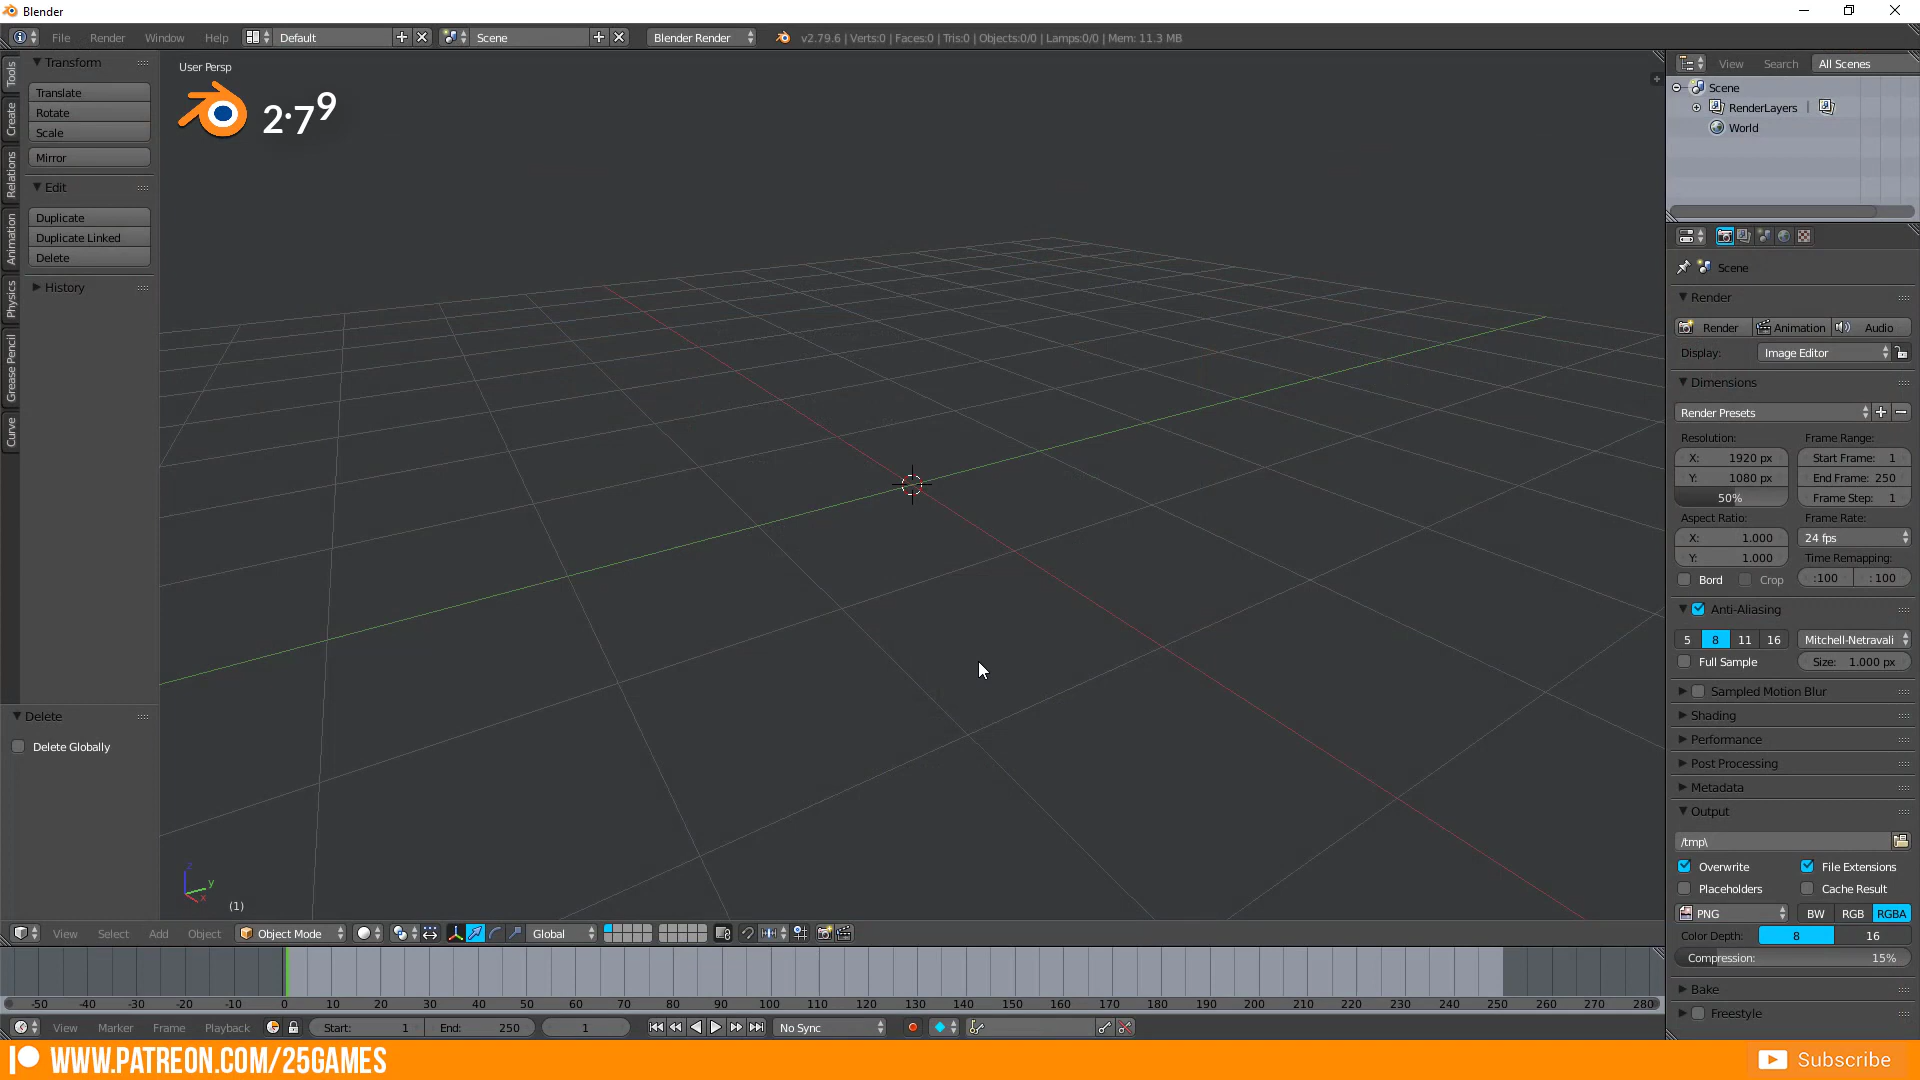 Blender
File Render Window Help Default Scene Blender Render v2.79.6 | Verts:0 | Faces:0 | Tris:0 | Objects:0/0 | Lamps:0/0 | Mem: 11.3 MB
Tools
Create
Relations
Animation
Physics
Grease Pencil
Curve
Transform
Translate
Rotate
Scale
Mirror
Edit
Duplicate
Duplicate Linked
Delete
History
Delete
Delete Globally
User Persp
2·79
z
y
x
(1)
View Select Add Object Object Mode Global
-50 -40 -30 -20 -10 0 10 20 30 40 50 60 70 80 90 100 110 120 130 140 150 160 170 180 190 200 210 220 230 240 250 260 270 280
View Marker Frame Playback Start: 1 End: 250 1 No Sync
View Search All Scenes
Scene
RenderLayers |
World
Scene
Render
Render Animation Audio
Display: Image Editor
Dimensions
Render Presets
Resolution: Frame Range:
X: 1920 px Start Frame: 1
Y: 1080 px End Frame: 250
50% Frame Step: 1
Aspect Ratio: Frame Rate:
X: 1.000 24 fps
Y: 1.000 Time Remapping:
Bord Crop :100 : 100
Anti-Aliasing
5 8 11 16 Mitchell-Netravali
Full Sample Size: 1.000 px
Sampled Motion Blur
Shading
Performance
Post Processing
Metadata
Output
/tmp\
Overwrite File Extensions
Placeholders Cache Result
PNG BW RGB RGBA
Color Depth: 8 16
Compression: 15%
Bake
Freestyle
WWW.PATREON.COM/25GAMES
Subscribe